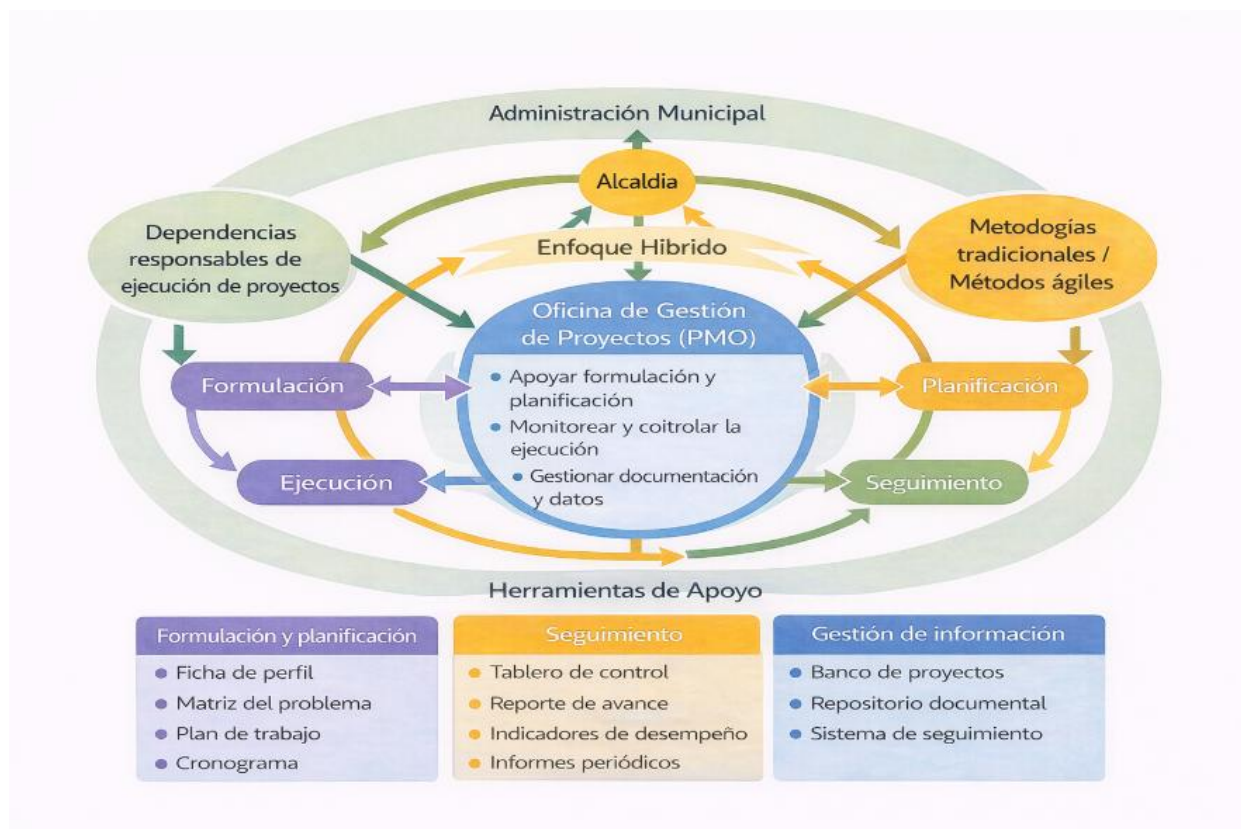 Administración Municipal
Alcaldia
Dependencias
responsables de
ejecución de proyectos
Enfoque Hibrido
Metodogías
tradicionales /
Métodos ágiles
Oficina de Gestión
de Proyectos (PMO)
Formulación
• Apoyar formulación y
planificación
• Monitorear y coitrolar la
ejecución
• Gestionar documentación
y datos
Planificación
Ejecución
Seguimiento
Herramientas de Apoyo
Formulación y planificación
• Ficha de perfil
• Matriz del problema
• Plan de trabajo
• Cronograma
Seguimiento
• Tablero de control
• Reporte de avance
• Indicadores de desempeño
• Informes periódicos
Gestión de información
• Banco de proyectos
• Repositorio documental
• Sistema de seguimiento